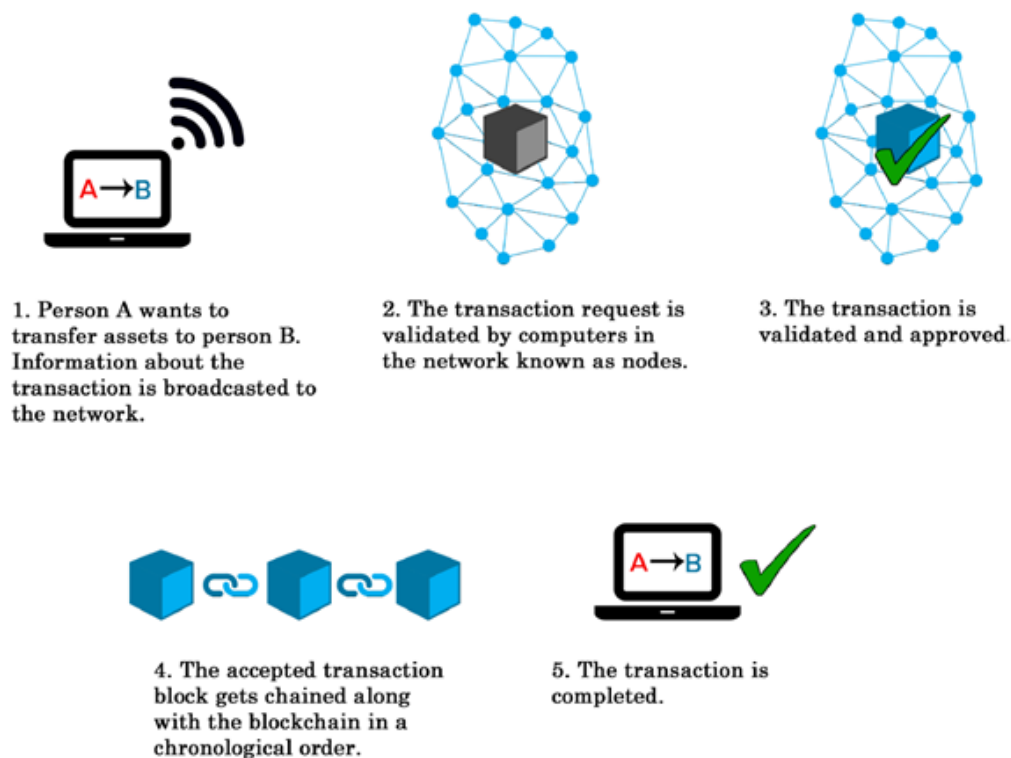 A→B
1. Person A wants to
transfer assets to person B.
Information about the
transaction is broadcasted to
the network.
2. The transaction request is
validated by computers in
the network known as nodes.
3. The transaction is
validated and approved.
4. The accepted transaction
block gets chained along
with the blockchain in a
chronological order.
A→B
5. The transaction is
completed.